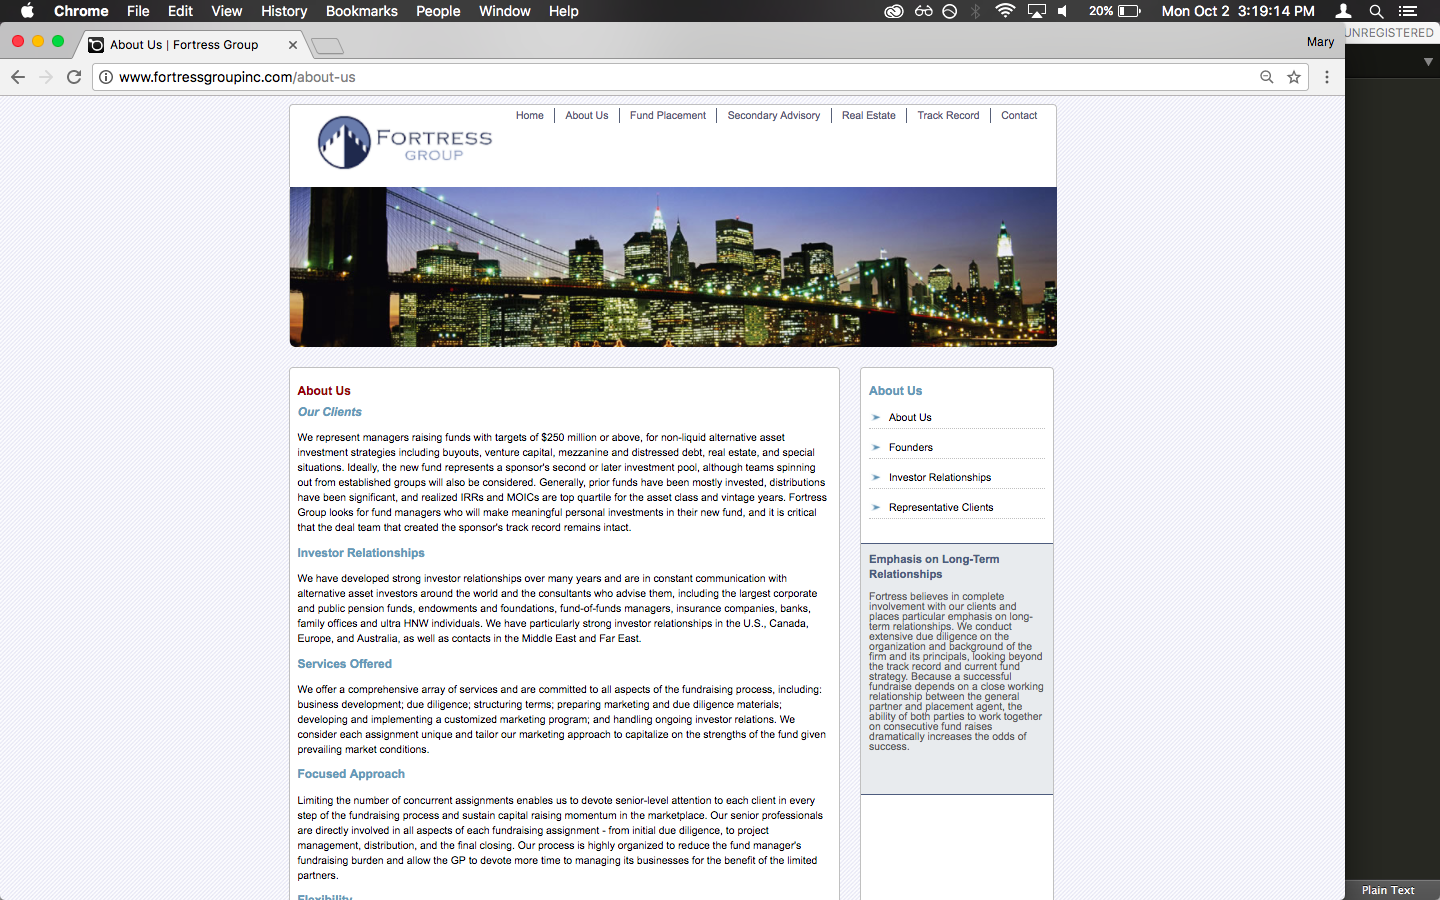 Chrome File Edit View History Bookmarks People Window Help 20% Mon Oct 2 3:19:14 PM
UNREGISTERED
About Us | Fortress Group
Mary
www.fortressgroupinc.com/about-us
Home About Us Fund Placement Secondary Advisory Real Estate Track Record Contact
FORTRESS
GROUP
About Us
Our Clients
We represent managers raising funds with targets of $250 million or above, for non-liquid alternative asset
investment strategies including buyouts, venture capital, mezzanine and distressed debt, real estate, and special
situations. Ideally, the new fund represents a sponsor's second or later investment pool, although teams spinning
out from established groups will also be considered. Generally, prior funds have been mostly invested, distributions
have been significant, and realized IRRs and MOICs are top quartile for the asset class and vintage years. Fortress
Group looks for fund managers who will make meaningful personal investments in their new fund, and it is critical
that the deal team that created the sponsor's track record remains intact.
Investor Relationships
We have developed strong investor relationships over many years and are in constant communication with
alternative asset investors around the world and the consultants who advise them, including the largest corporate
and public pension funds, endowments and foundations, fund-of-funds managers, insurance companies, banks,
family offices and ultra HNW individuals. We have particularly strong investor relationships in the U.S., Canada,
Europe, and Australia, as well as contacts in the Middle East and Far East.
Services Offered
We offer a comprehensive array of services and are committed to all aspects of the fundraising process, including:
business development; due diligence; structuring terms; preparing marketing and due diligence materials;
developing and implementing a customized marketing program; and handling ongoing investor relations. We
consider each assignment unique and tailor our marketing approach to capitalize on the strengths of the fund given
prevailing market conditions.
Focused Approach
Limiting the number of concurrent assignments enables us to devote senior-level attention to each client in every
step of the fundraising process and sustain capital raising momentum in the marketplace. Our senior professionals
are directly involved in all aspects of each fundraising assignment - from initial due diligence, to project
management, distribution, and the final closing. Our process is highly organized to reduce the fund manager's
fundraising burden and allow the GP to devote more time to managing its businesses for the benefit of the limited
partners.
Flexibility
About Us
About Us
Founders
Investor Relationships
Representative Clients
Emphasis on Long-Term
Relationships
Fortress believes in complete
involvement with our clients and
places particular emphasis on long-
term relationships. We conduct
extensive due diligence on the
organization and background of the
firm and its principals, looking beyond
the track record and current fund
strategy. Because a successful
fundraise depends on a close working
relationship between the general
partner and placement agent, the
ability of both parties to work together
on consecutive fund raises
dramatically increases the odds of
success.
Plain Text